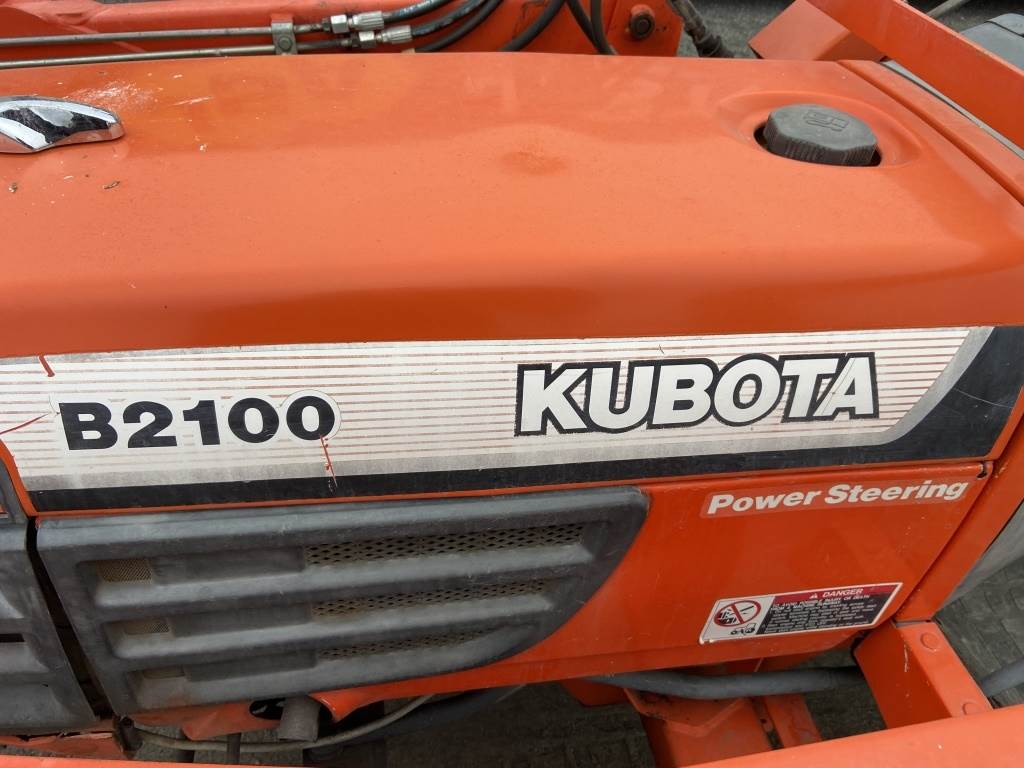 B2100
KUBOTA
Power Steering
DANGER